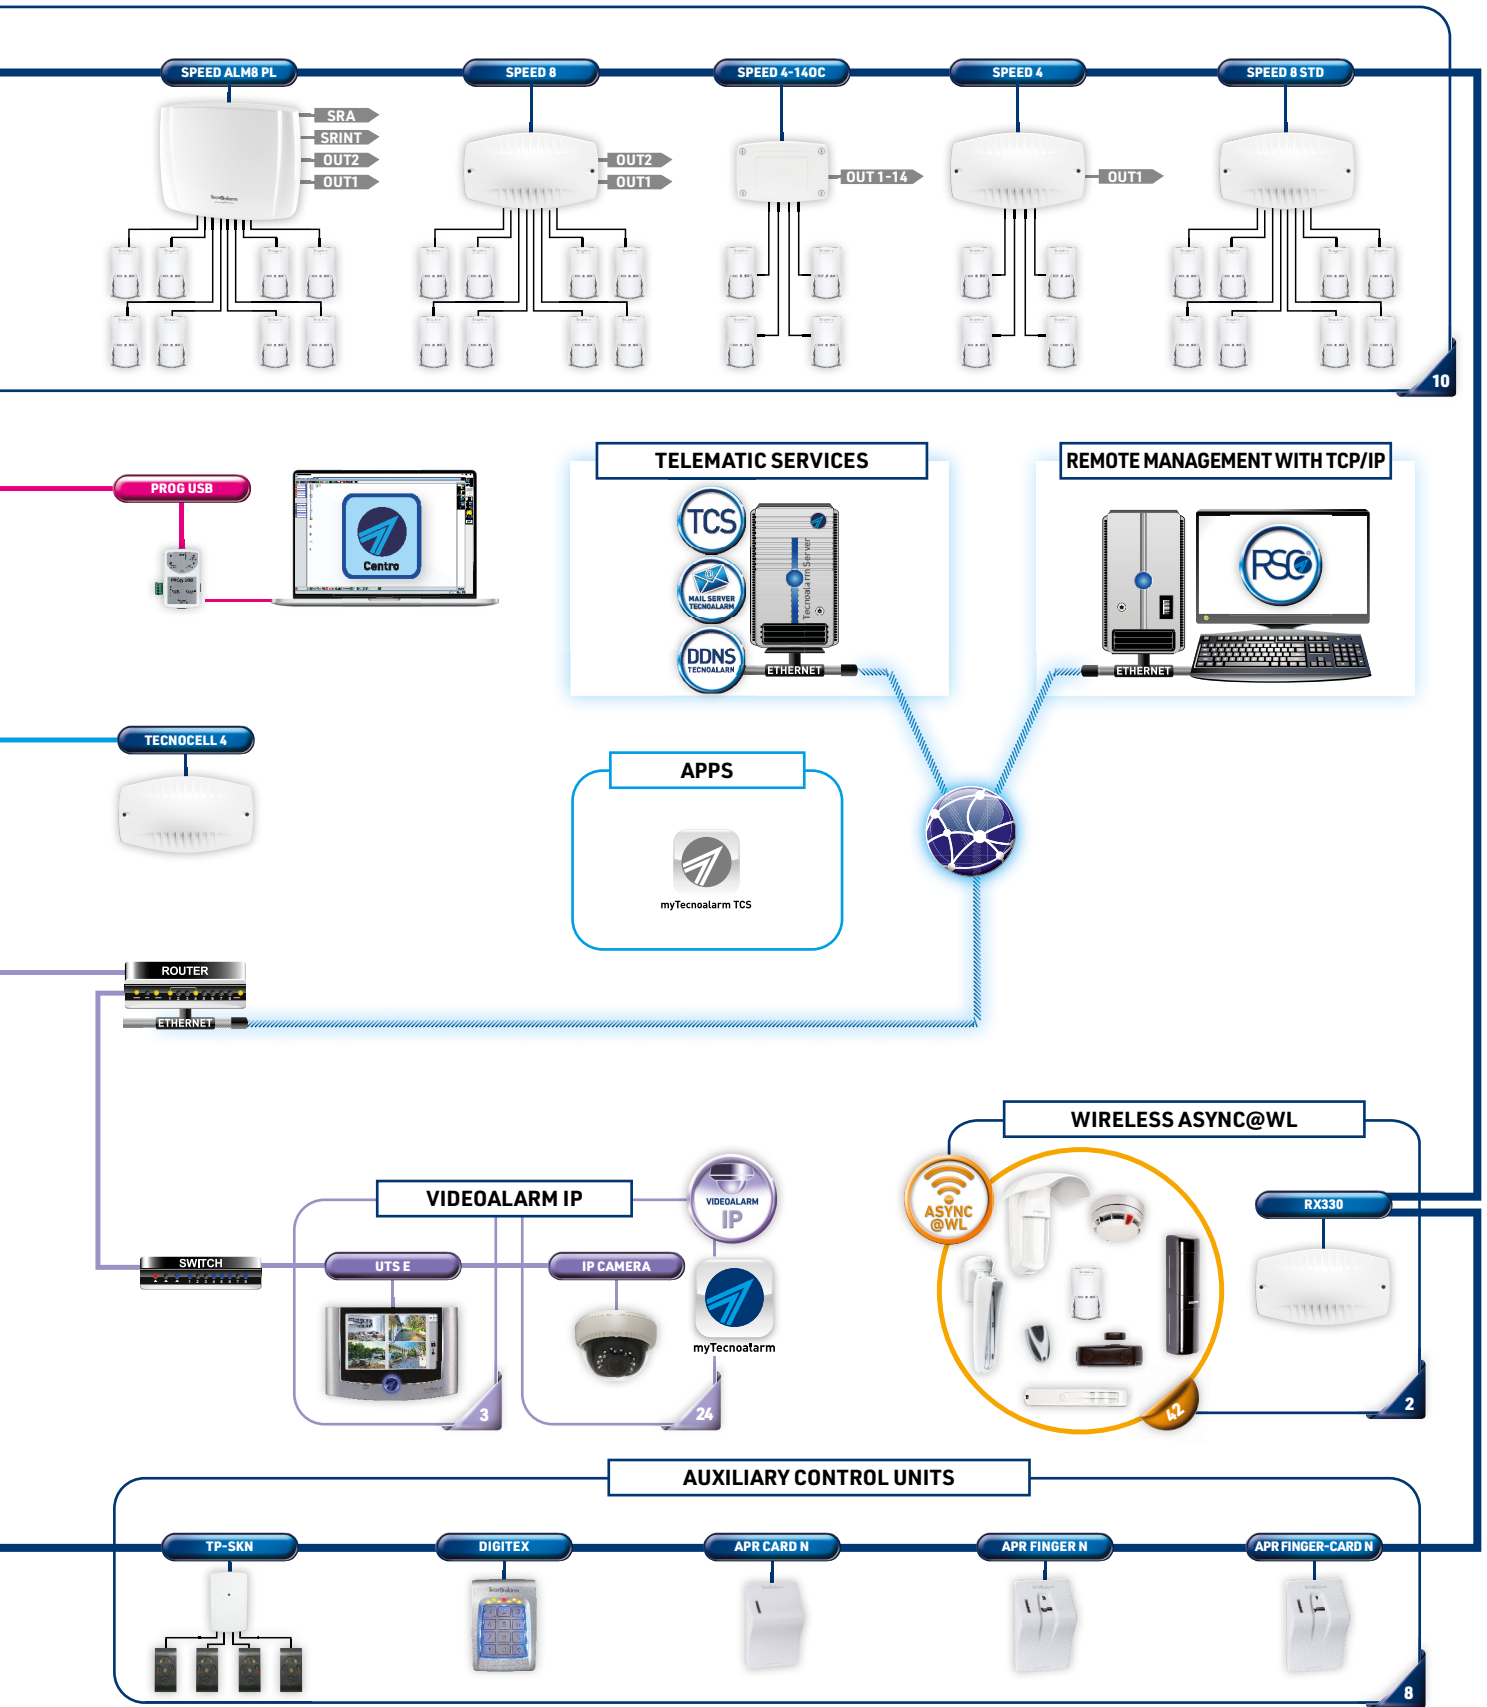 SPEED ALM8 PL
SPEED 8
SPEED 4-14OC
SPEED 4
SPEED 8 STD
SRA
SRINT
OUT2
OUT1
OUT2
OUT1
OUT 1-14
OUT1
Tecnoalarm
10
PROG USB
Centro
TELEMATIC SERVICES
TCS
MAIL SERVER
TECNOALARM
DDNS
TECNOALARM
Tecnoalarm Server
ETHERNET
REMOTE MANAGEMENT WITH TCP/IP
RSC
ETHERNET
TECNOCELL 4
APPS
myTecnoalarm TCS
ROUTER
ETHERNET
SWITCH
VIDEOALARM IP
VIDEOALARM
IP
UTS E
IP CAMERA
myTecnoalarm
3
24
WIRELESS ASYNC@WL
ASYNC
@WL
RX330
42
2
AUXILIARY CONTROL UNITS
TP-SKN
DIGITEX
APR CARD N
APR FINGER N
APR FINGER-CARD N
8